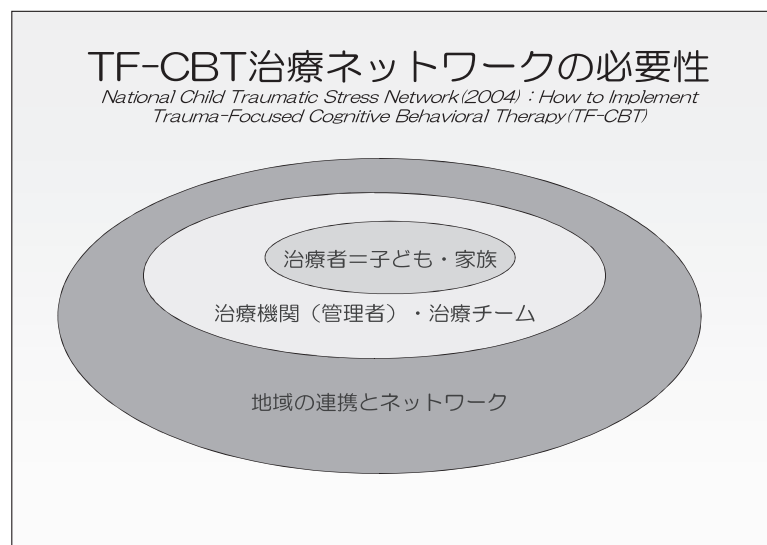 TF-CBT治療ネットワークの必要性
National Child Traumatic Stress Network(2004)：How to Implement
Trauma-Focused Cognitive Behavioral Therapy(TF-CBT)
治療者＝子ども・家族
治療機関（管理者）・治療チーム
地域の連携とネットワーク